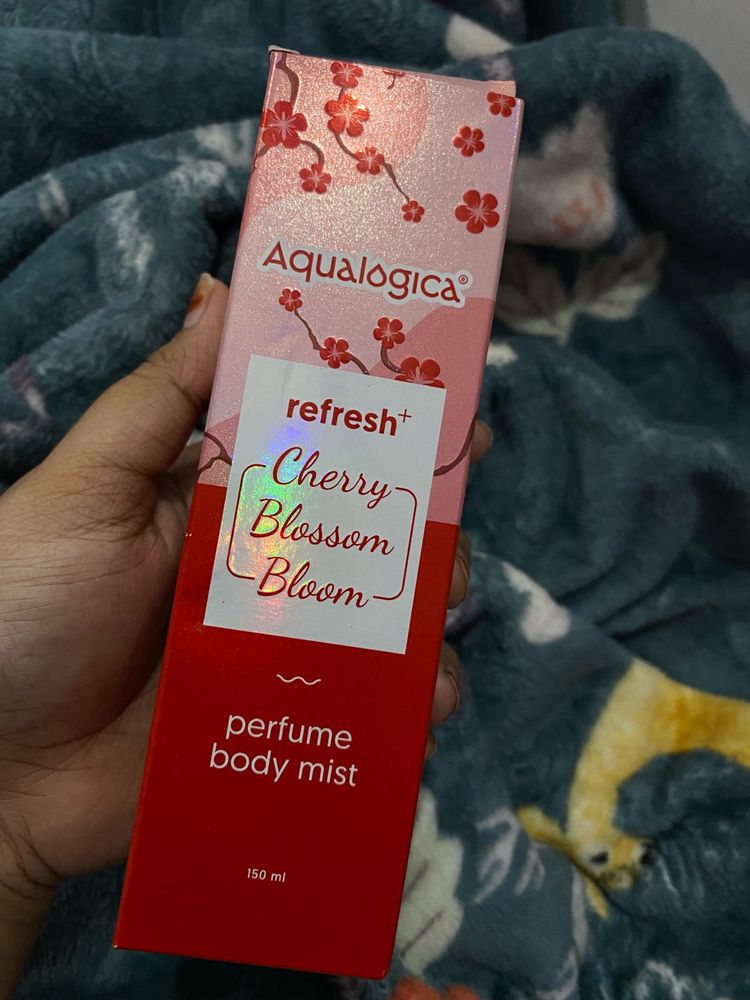 Aqualogica®
refresh+
Cherry
Blossom
Bloom
perfume
body mist
150 ml